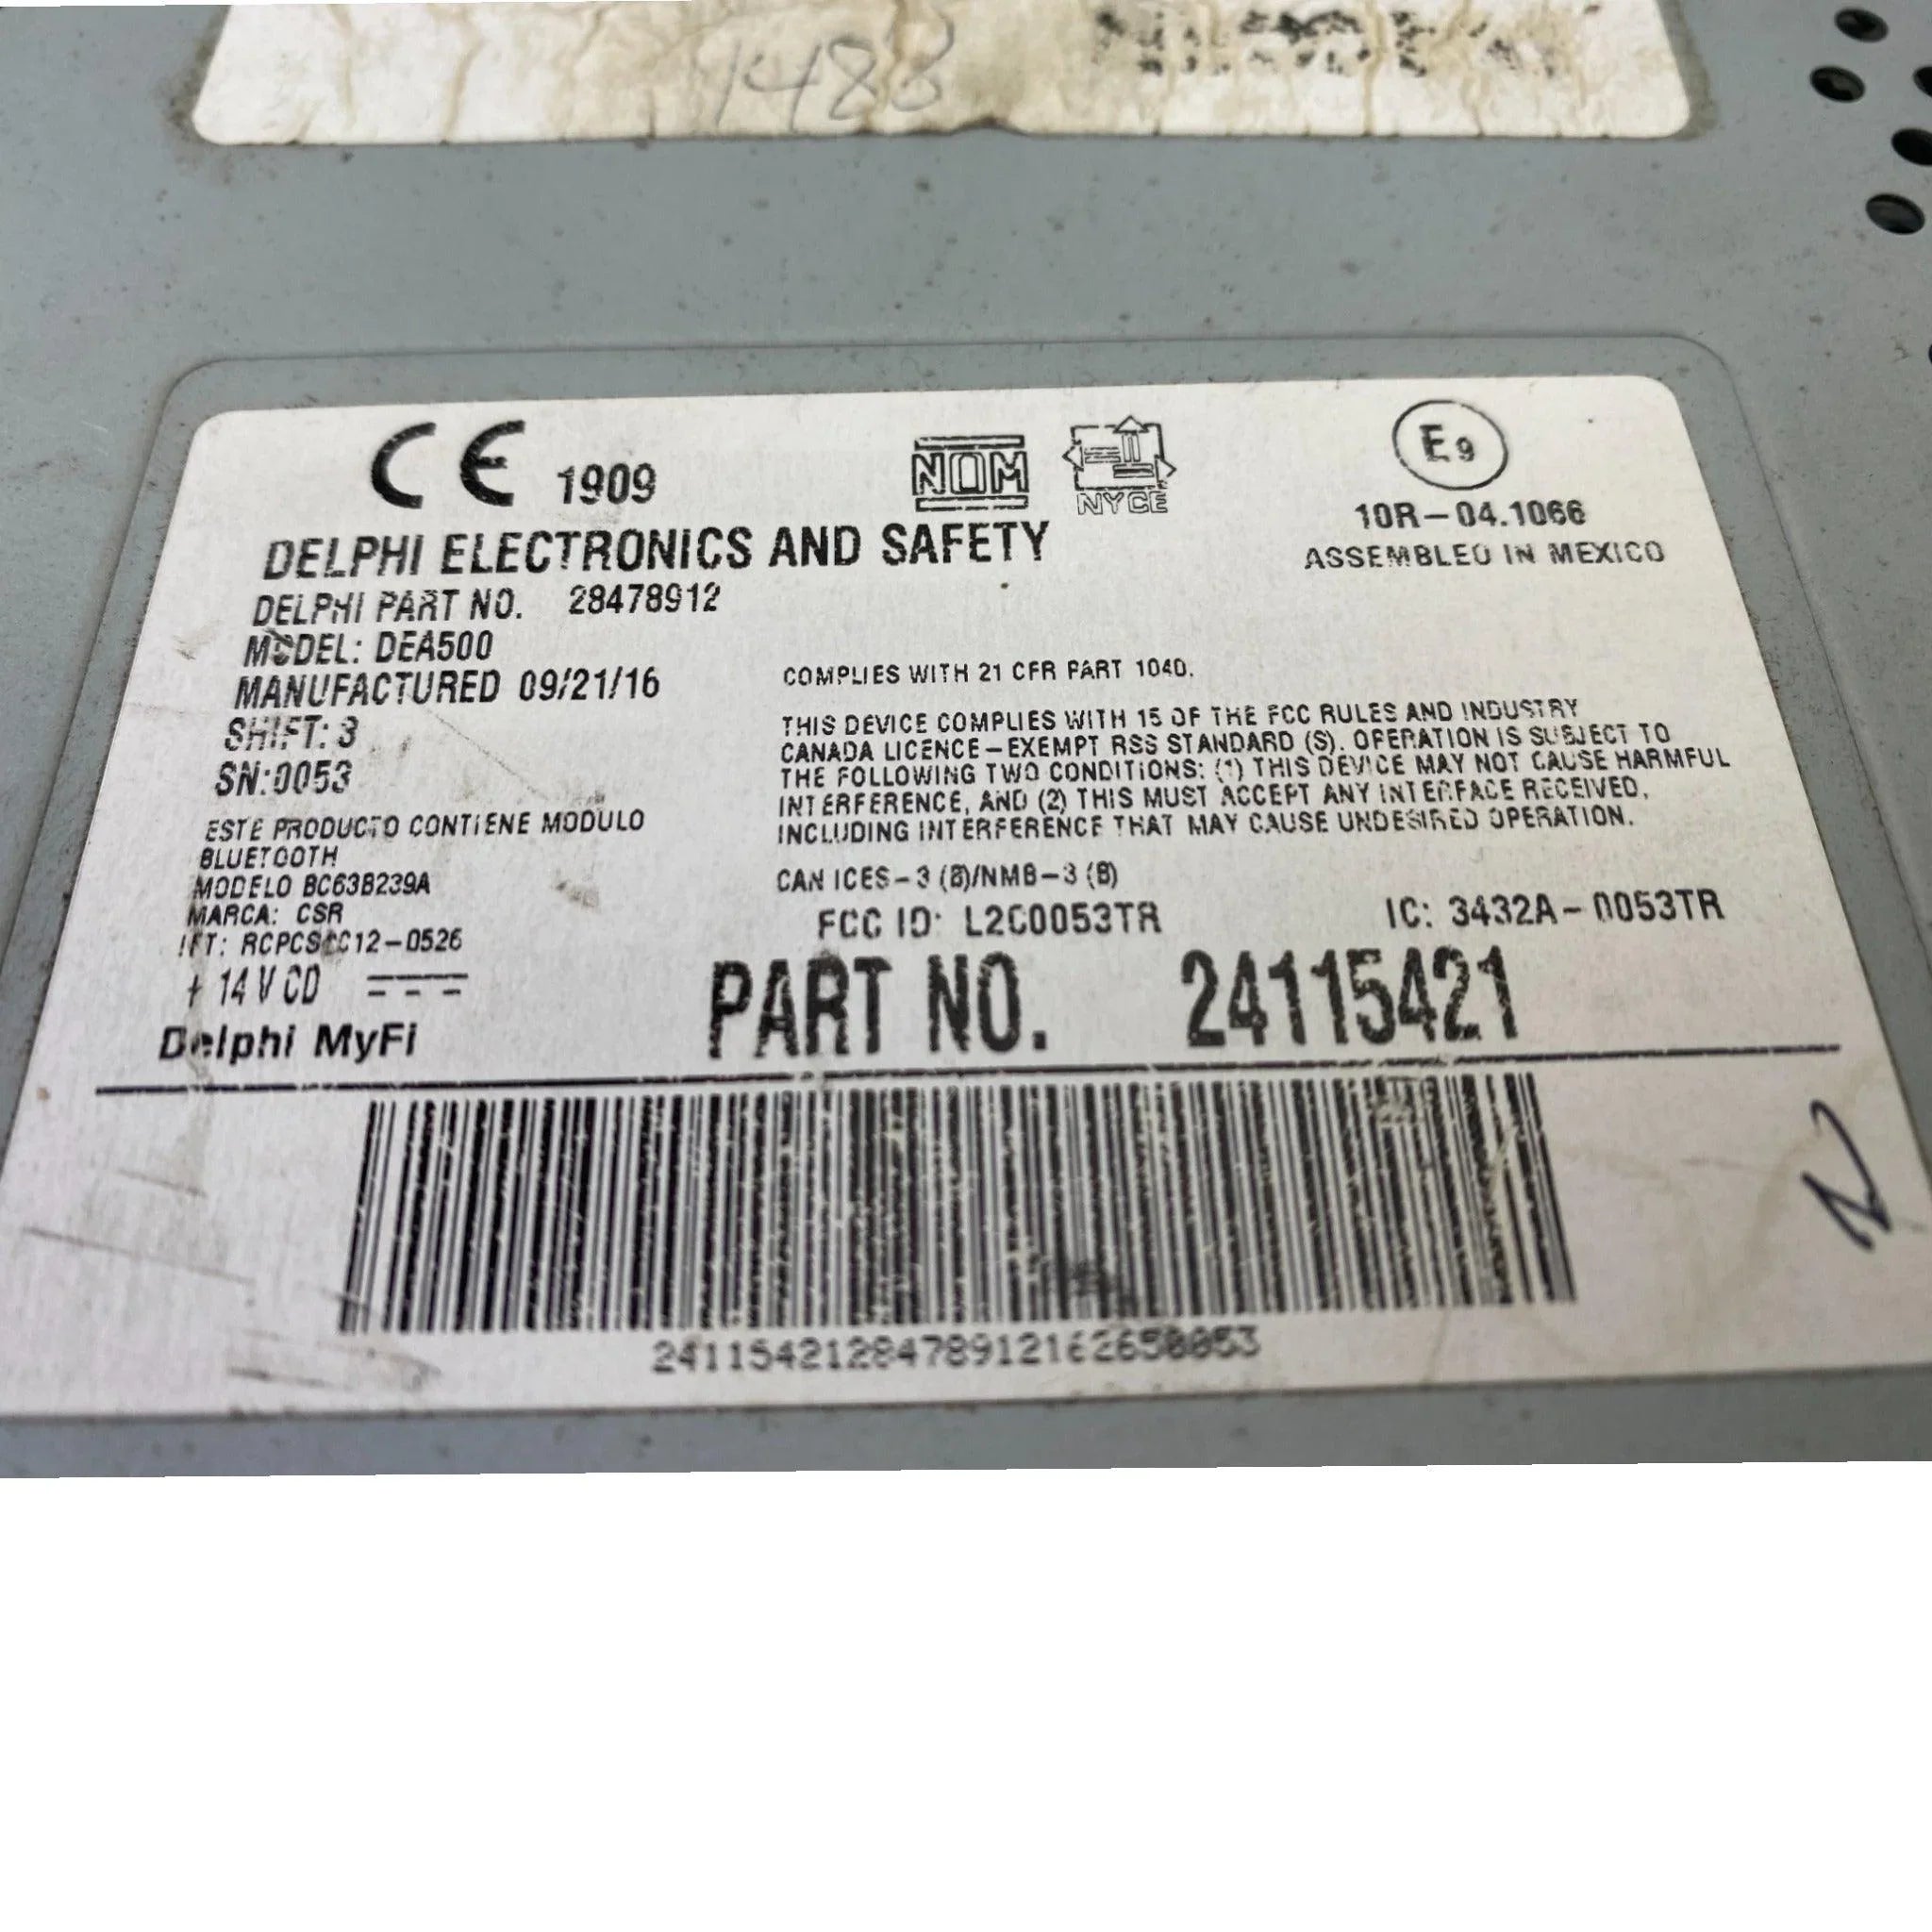 1488
CE 1909
NOM NYCE
E9
10R-04.1066
ASSEMBLED IN MEXICO
DELPHI ELECTRONICS AND SAFETY
DELPHI PART NO. 28478912
MODEL: DEA500
MANUFACTURED 09/21/16
SHIFT: 3
SN:0053
ESTE PRODUCTO CONTIENE MODULO
BLUETOOTH
MODELO BC63B239A
MARCA: CSR
IFT: RCPCSCC12-0526
+ 14 V CD
Delphi MyFi
COMPLIES WITH 21 CFR PART 1040.
THIS DEVICE COMPLIES WITH 15 OF THE FCC RULES AND INDUSTRY
CANADA LICENCE-EXEMPT RSS STANDARD (S). OPERATION IS SUBJECT TO
THE FOLLOWING TWO CONDITIONS: (1) THIS DEVICE MAY NOT CAUSE HARMFUL
INTERFERENCE, AND (2) THIS MUST ACCEPT ANY INTERFACE RECEIVED,
INCLUDING INTERFERENCE THAT MAY CAUSE UNDESIRED OPERATION.
CAN ICES-3 (B)/NMB-3 (B)
FCC ID: L2C0053TR
IC: 3432A-0053TR
PART NO. 24115421
2411542128478912162650053